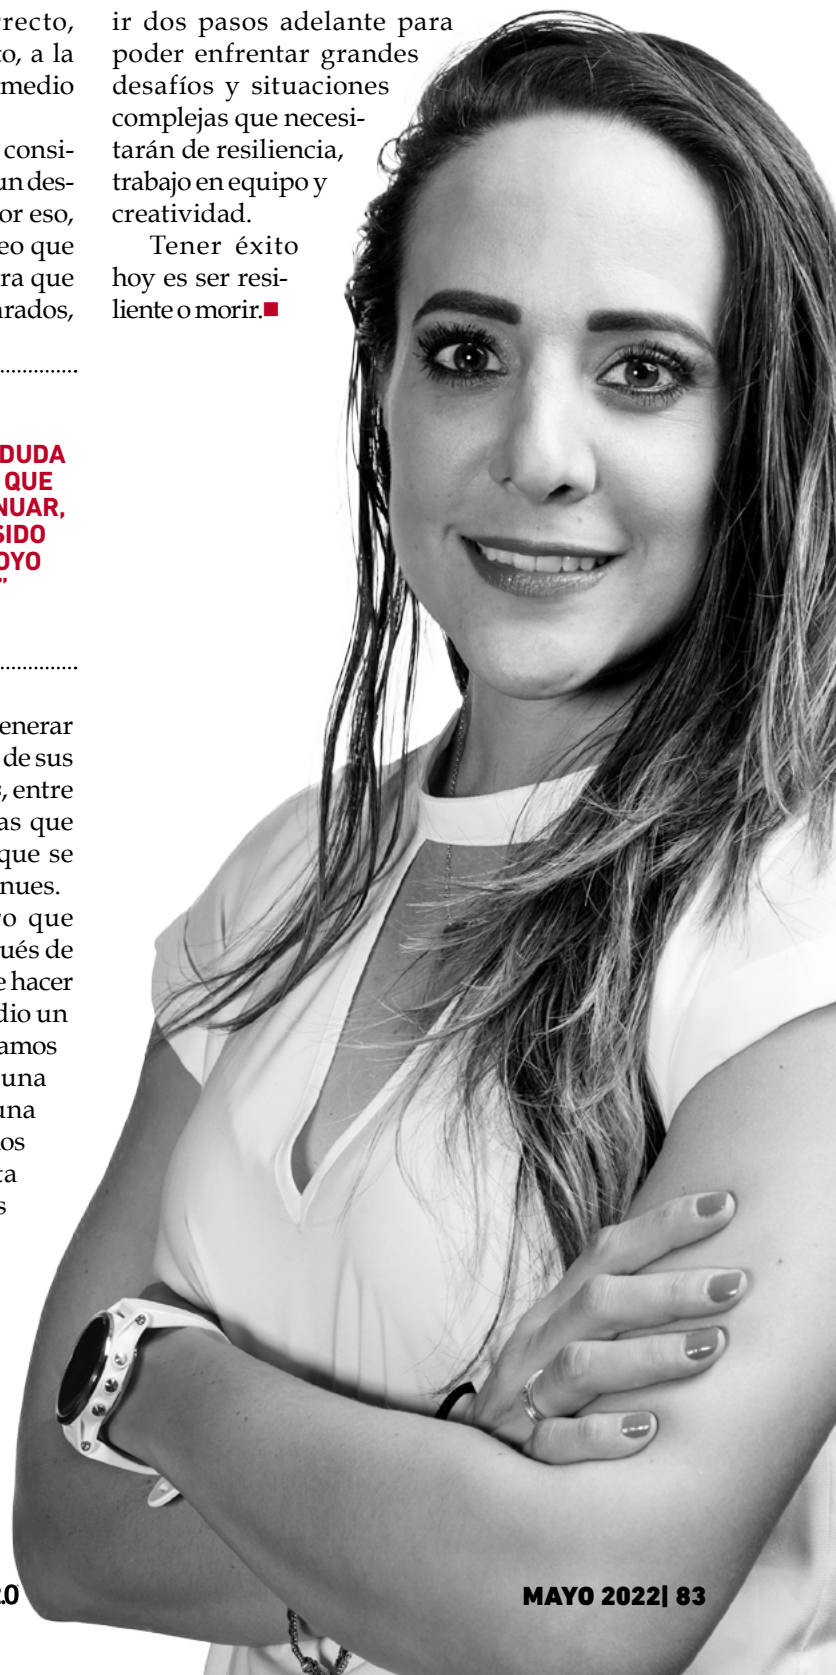 recto,
o, a la
medio
consi-
un des-
or eso,
eo que
ra que
rados,
DUDA
QUE
NUAR,
SIDO
OYO
”
enerar
de sus
s, entre
as que
que se
nues.
ro que
ués de
e hacer
dio un
amos
una
una
os
ta
s
ir dos pasos adelante para
poder enfrentar grandes
desafíos y situaciones
complejas que necesi-
tarán de resiliencia,
trabajo en equipo y
creatividad.
Tener éxito
hoy es ser resi-
liente o morir.■
.0
MAYO 2022| 83